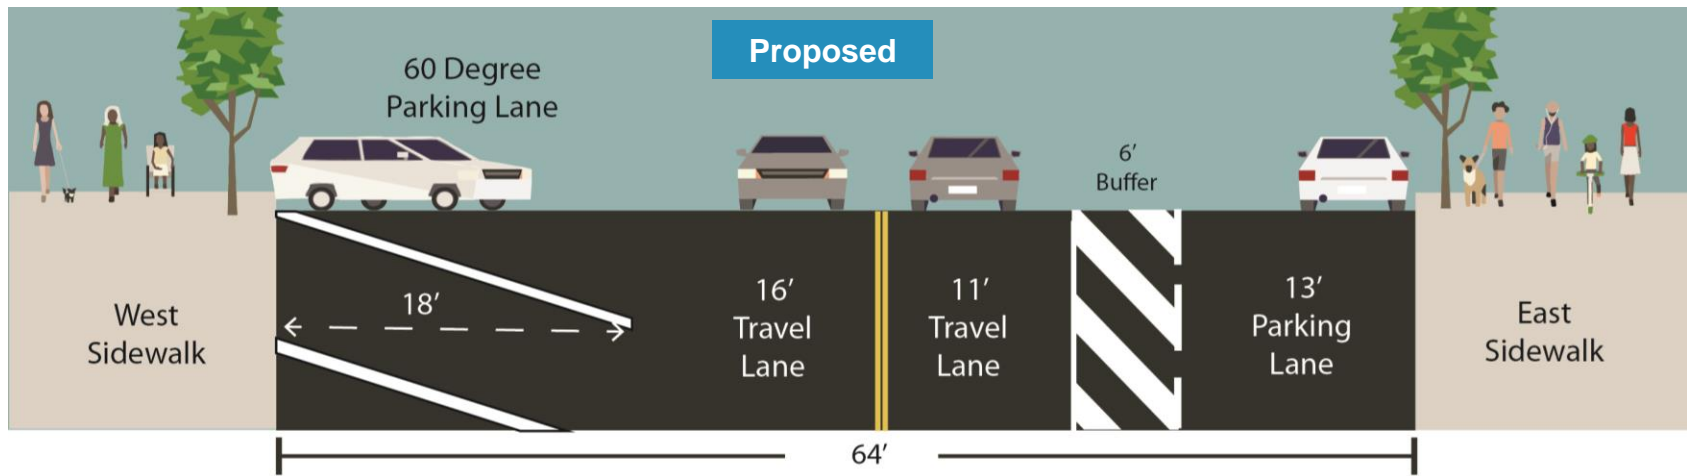 Proposed
60 Degree
Parking Lane
6’
Buffer
West
Sidewalk
18’
16’
Travel
Lane
11’
Travel
Lane
13’
Parking
Lane
East
Sidewalk
64’